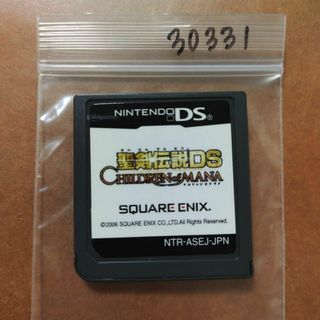 30331
NINTENDO DS
聖剣伝説DS
CHILDREN of MANA
SQUARE ENIX.
©2006 SQUARE ENIX CO.,LTD.All Rights Reserved.
NTR-ASEJ-JPN